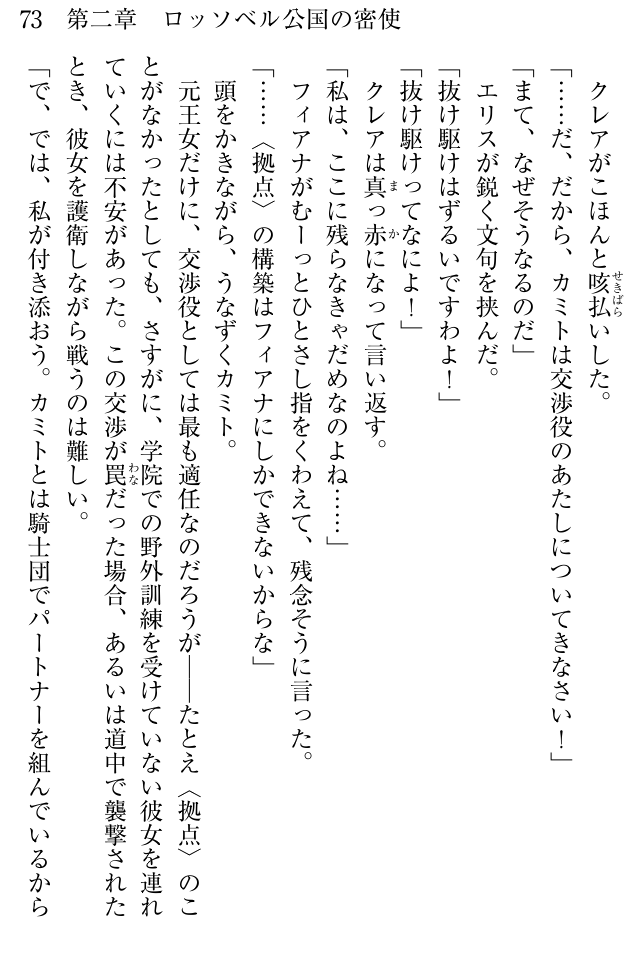 73　第二章　ロッソベル公国の密使
クレアがこほんと咳払いした。
「……だ、だから、カミトは交渉役のあたしについてきなさい！」
「まて、なぜそうなるのだ」
エリスが鋭く文句を挟んだ。
「抜け駆けはずるいですわよ！」
「抜け駆けってなによ！」
クレアは真っ赤になって言い返す。
「私は、ここに残らなきゃだめなのよね……」
フィアナがむーっとひとさし指をくわえて、残念そうに言った。
「……〈拠点〉の構築はフィアナにしかできないからな」
頭をかきながら、うなずくカミト。
元王女だけに、交渉役としては最も適任なのだろうが――たとえ〈拠点〉のこ
とがなかったとしても、さすがに、学院での野外訓練を受けていない彼女を連れ
ていくには不安があった。この交渉が罠だった場合、あるいは道中で襲撃された
とき、彼女を護衛しながら戦うのは難しい。
「で、では、私が付き添おう。カミトとは騎士団でパートナーを組んでいるから